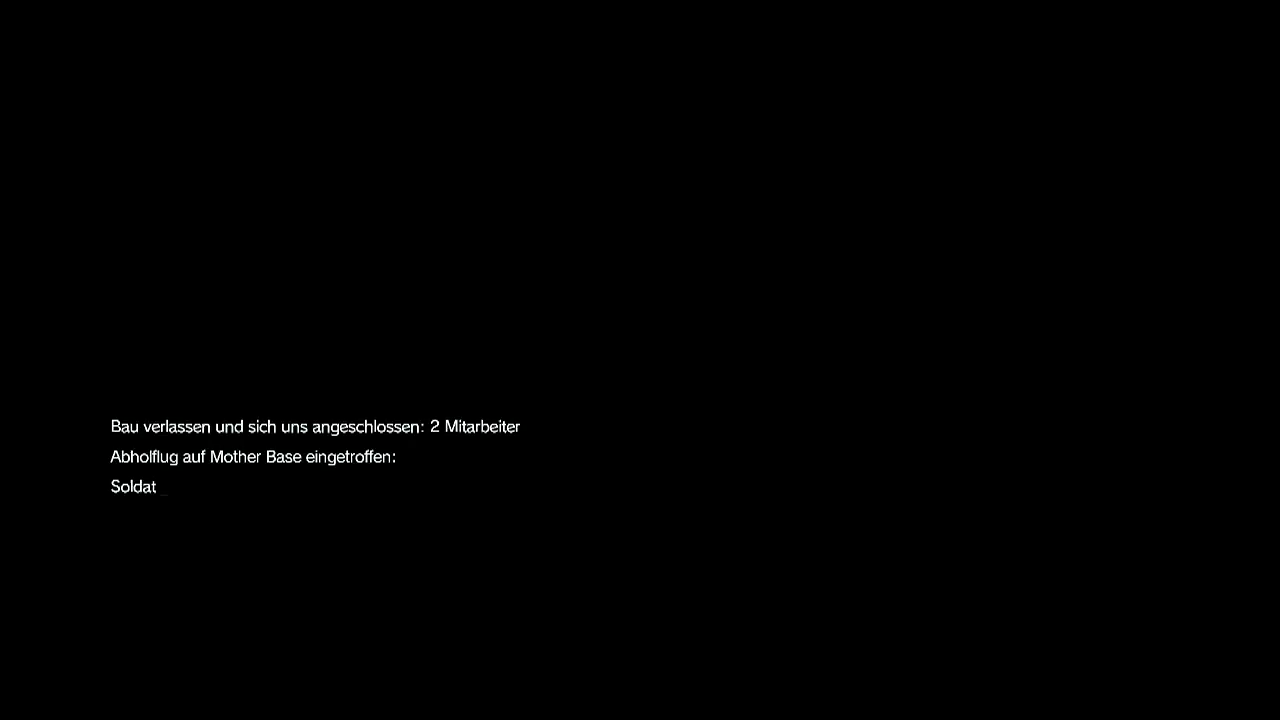 Bau verlassen und sich uns angeschlossen: 2 Mitarbeiter
Abholflug auf Mother Base eingetroffen:
Soldat _